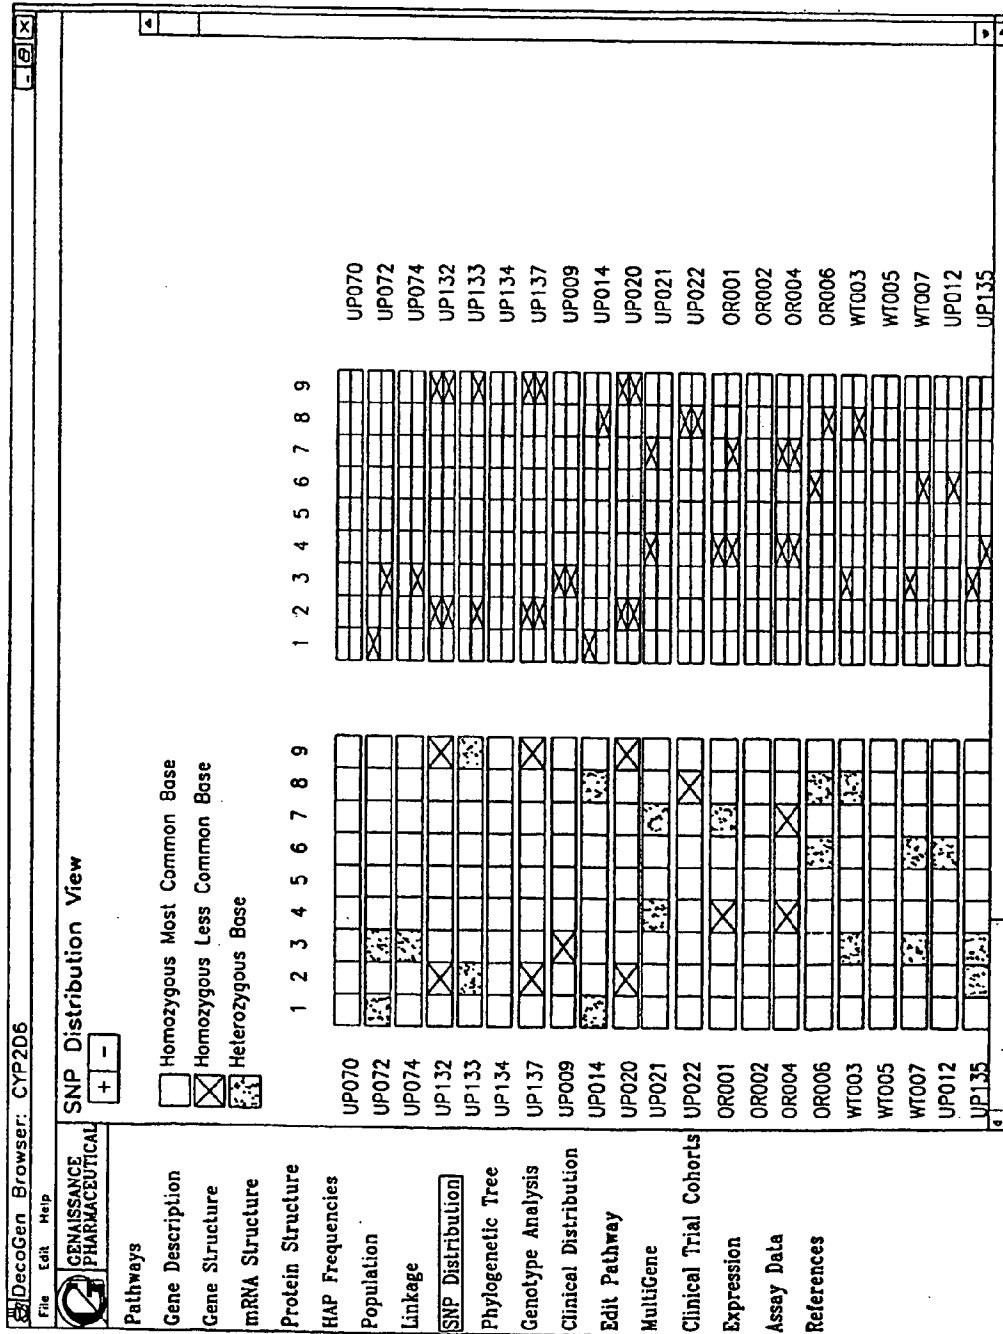 DecoGen Browser: CYP2D6
File Edit Help
GENAISSANCE
PHARMACEUTICAL
Pathways
Gene Description
Gene Structure
mRNA Structure
Protein Structure
HAP Frequencies
Population
Linkage
SNP Distribution
Phylogenetic Tree
Genotype Analysis
Clinical Distribution
Edit Pathway
MultiGene
Clinical Trial Cohorts
Expression
Assay Data
References
SNP Distribution View
+ -
Homozygous Most Common Base
Homozygous Less Common Base
Heterozygous Base
1 2 3 4 5 6 7 8 9 1 2 3 4 5 6 7 8 9
UP070 UP070
UP072 UP072
UP074 UP074
UP132 UP132
UP133 UP133
UP134 UP134
UP137 UP137
UP009 UP009
UP014 UP014
UP020 UP020
UP021 UP021
UP022 UP022
OR001 OR001
OR002 OR002
OR004 OR004
OR006 OR006
WT003 WT003
WT005 WT005
WT007 WT007
UP012 UP012
UP135 UP135